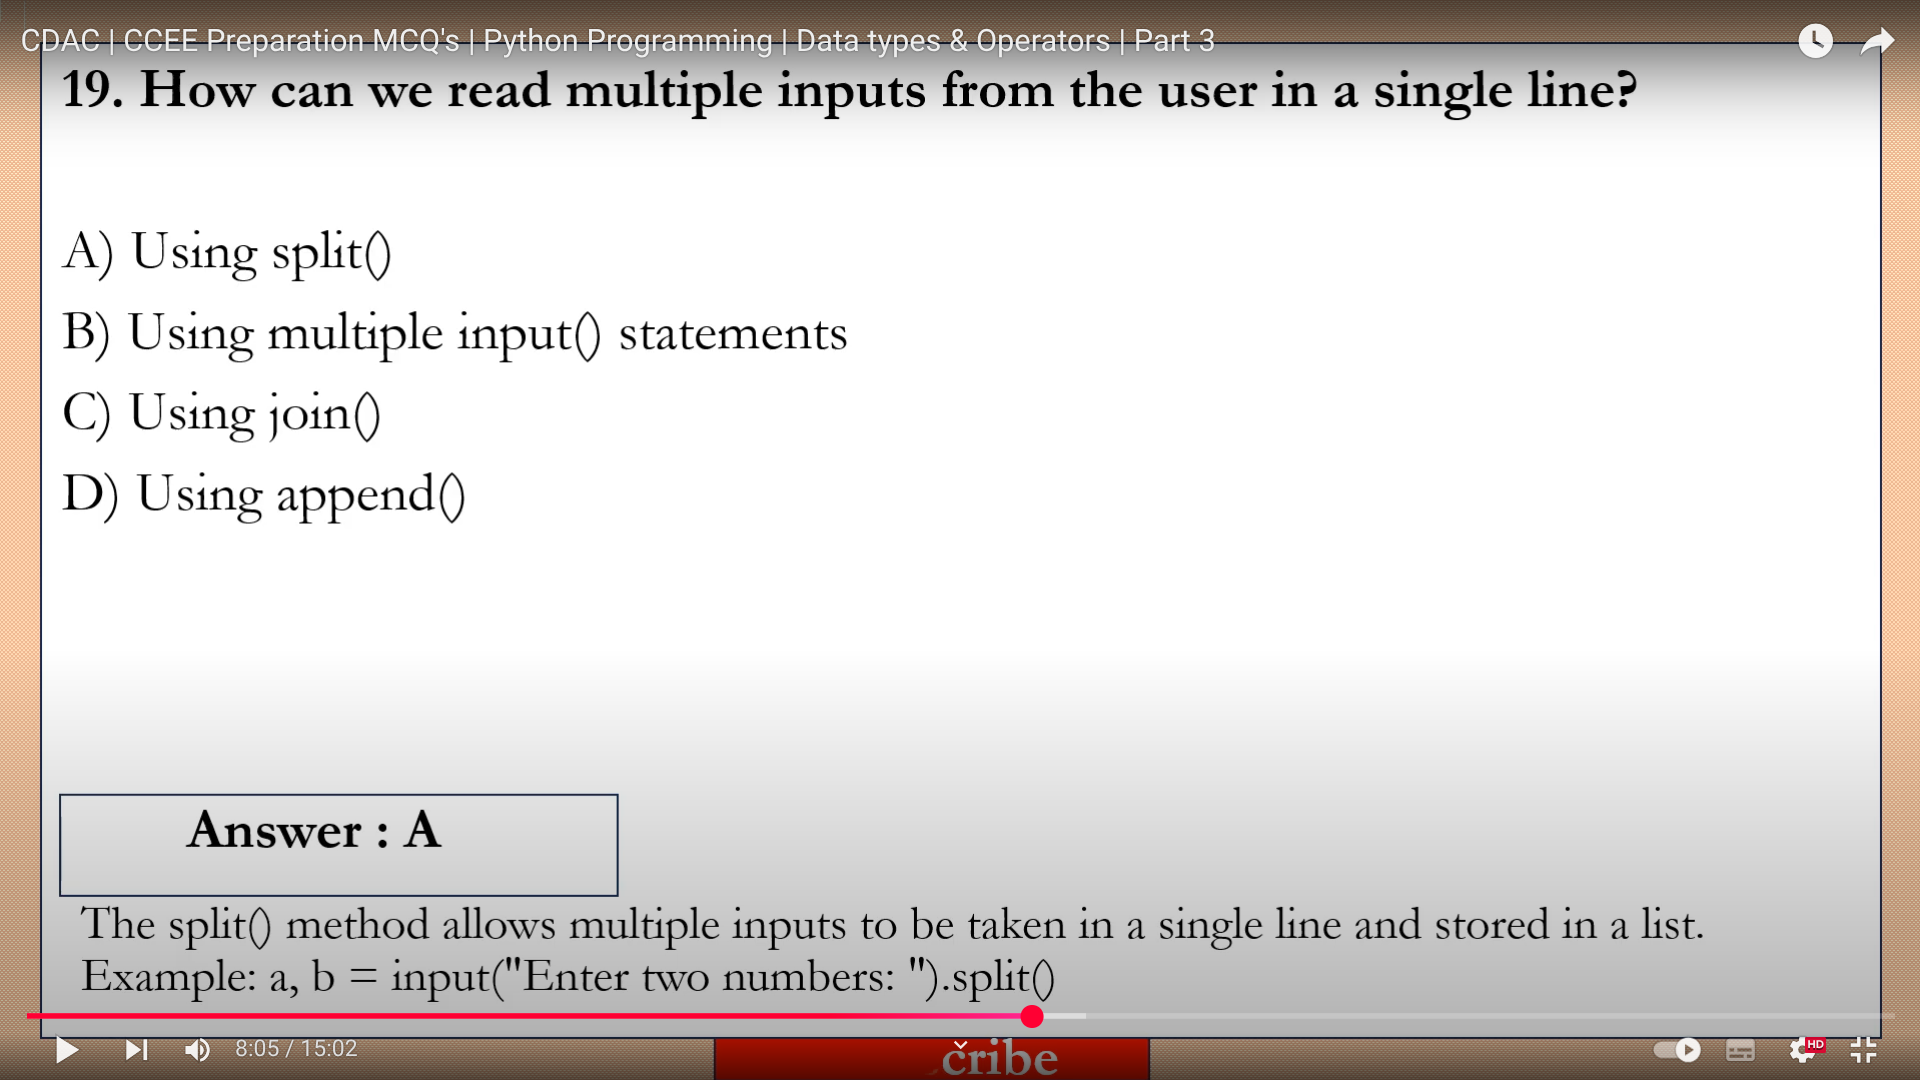 CDAC | CCEE Preparation MCQ's | Python Programming | Data types & Operators | Part 3
19. How can we read multiple inputs from the user in a single line?
A) Using split()
B) Using multiple input() statements
C) Using join()
D) Using append()
Answer : A
The split() method allows multiple inputs to be taken in a single line and stored in a list.
Example: a, b = input("Enter two numbers: ").split()
8:05 / 15:02
cribe
HD